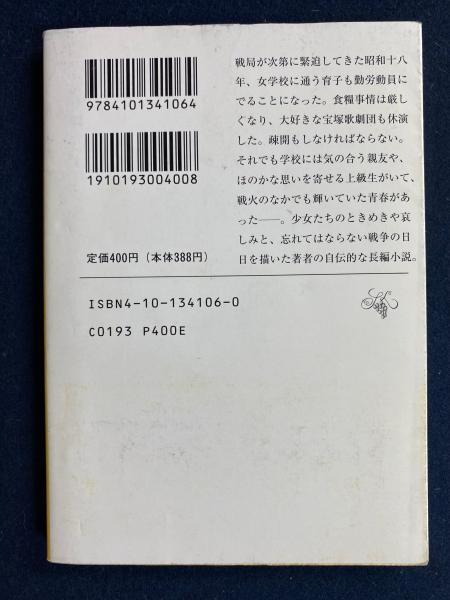 戦局が次第に緊迫してきた昭和十八
年、女学校に通う育子も勤労動員に
でることになった。食糧事情は厳し
くなり、大好きな宝塚歌劇団も休演
した。疎開もしなければならない。
それでも学校には気の合う親友や、
ほのかな思いを寄せる上級生がいて、
戦火のなかでも輝いていた青春があ
った――。少女たちのときめきや哀
しみと、忘れてはならない戦争の日
日を描いた著者の自伝的な長編小説。
9784101341064
1910193004008
定価400円（本体388円）
ISBN4-10-134106-0
C0193 P400E